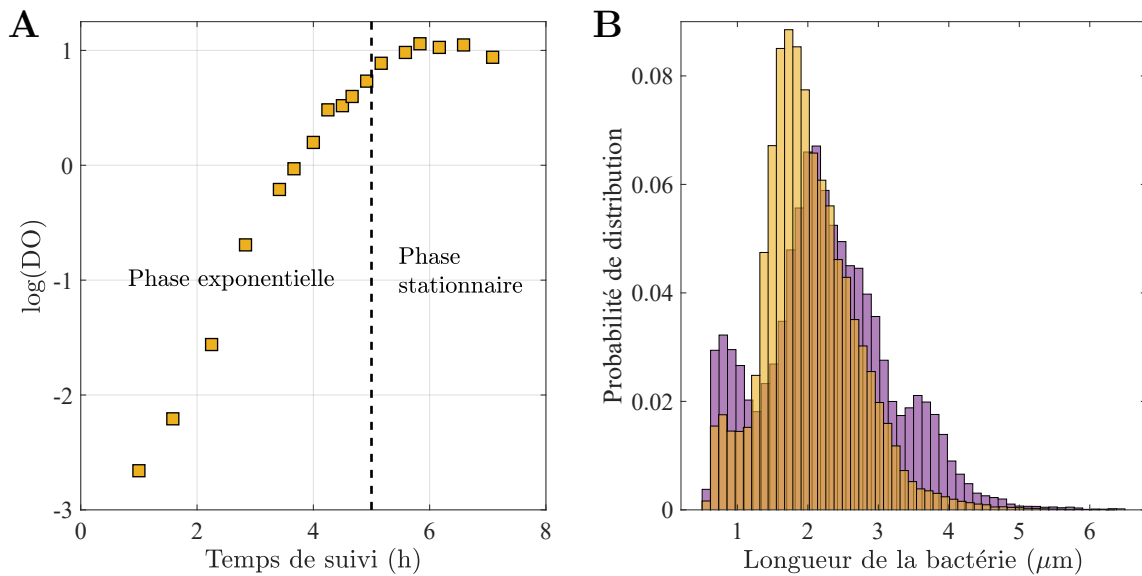 A
log(DO)
1
0
-1
-2
-3
Phase exponentielle
Phase
stationnaire
0
2
4
6
8
Temps de suivi (h)
B
Probabilité de distribution
0.08
0.06
0.04
0.02
0
1
2
3
4
5
6
Longueur de la bactérie (μm)